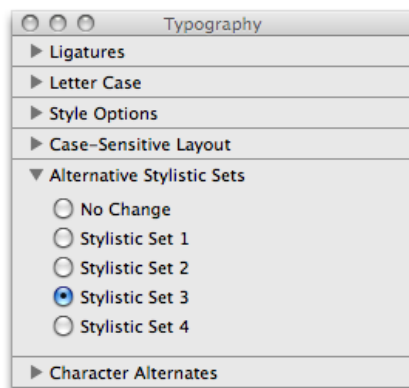 Typography
Ligatures
Letter Case
Style Options
Case-Sensitive Layout
Alternative Stylistic Sets
No Change
Stylistic Set 1
Stylistic Set 2
Stylistic Set 3
Stylistic Set 4
Character Alternates